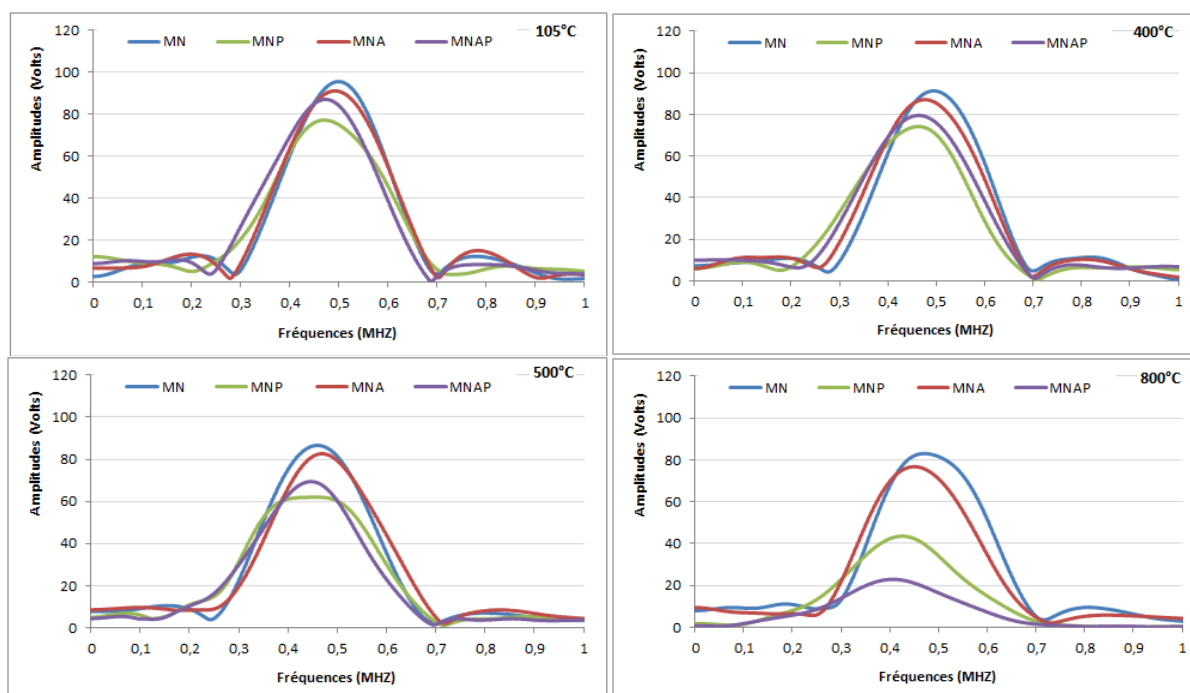 105°C
MN MNP MNA MNAP
Amplitudes (Volts)
120
100
80
60
40
20
0
0 0,1 0,2 0,3 0,4 0,5 0,6 0,7 0,8 0,9 1
Fréquences (MHZ)
400°C
MN MNP MNA MNAP
Amplitudes (Volts)
120
100
80
60
40
20
0
0 0,1 0,2 0,3 0,4 0,5 0,6 0,7 0,8 0,9 1
Fréquences (MHZ)
500°C
MN MNP MNA MNAP
Amplitudes (Volts)
120
100
80
60
40
20
0
0 0,1 0,2 0,3 0,4 0,5 0,6 0,7 0,8 0,9 1
Fréquences (MHZ)
800°C
MN MNP MNA MNAP
Amplitudes (Volts)
120
100
80
60
40
20
0
0 0,1 0,2 0,3 0,4 0,5 0,6 0,7 0,8 0,9 1
Fréquences (MHZ)